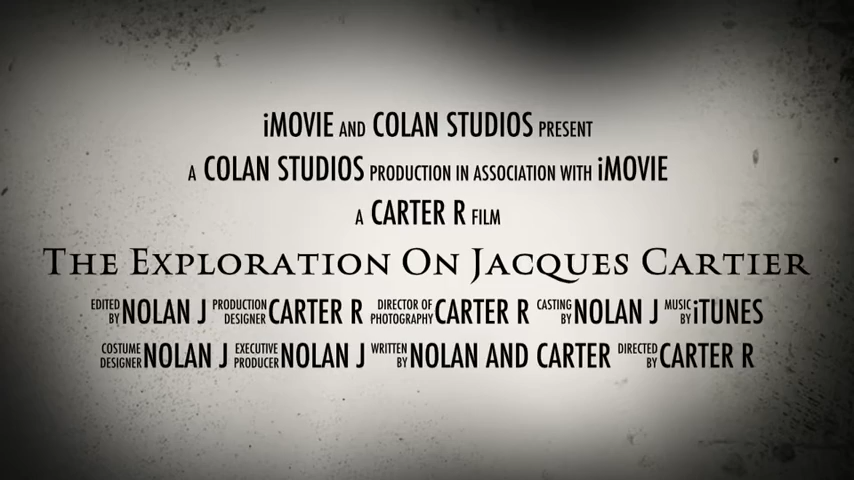 iMOVIE AND COLAN STUDIOS PRESENT
A COLAN STUDIOS PRODUCTION IN ASSOCIATION WITH iMOVIE
A CARTER R FILM
THE EXPLORATION ON JACQUES CARTIER
EDITED BY NOLAN J PRODUCTION DESIGNER CARTER R DIRECTOR OF PHOTOGRAPHY CARTER R CASTING BY NOLAN J MUSIC BY iTUNES
COSTUME DESIGNER NOLAN J EXECUTIVE PRODUCER NOLAN J WRITTEN BY NOLAN AND CARTER DIRECTED BY CARTER R